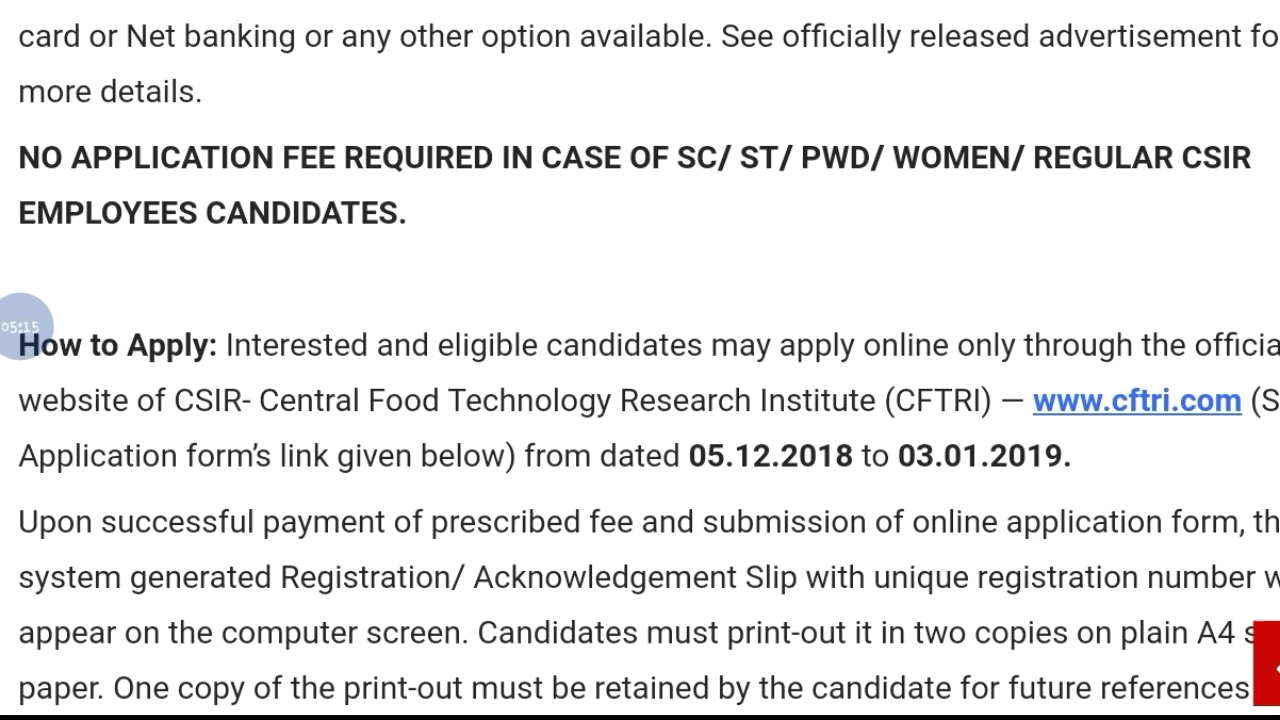 card or Net banking or any other option available. See officially released advertisement fo
more details.
NO APPLICATION FEE REQUIRED IN CASE OF SC/ ST/ PWD/ WOMEN/ REGULAR CSIR
EMPLOYEES CANDIDATES.
05:15
How to Apply: Interested and eligible candidates may apply online only through the officia
website of CSIR- Central Food Technology Research Institute (CFTRI) — www.cftri.com (S
Application form's link given below) from dated 05.12.2018 to 03.01.2019.
Upon successful payment of prescribed fee and submission of online application form, th
system generated Registration/ Acknowledgement Slip with unique registration number w
appear on the computer screen. Candidates must print-out it in two copies on plain A4 s
paper. One copy of the print-out must be retained by the candidate for future references